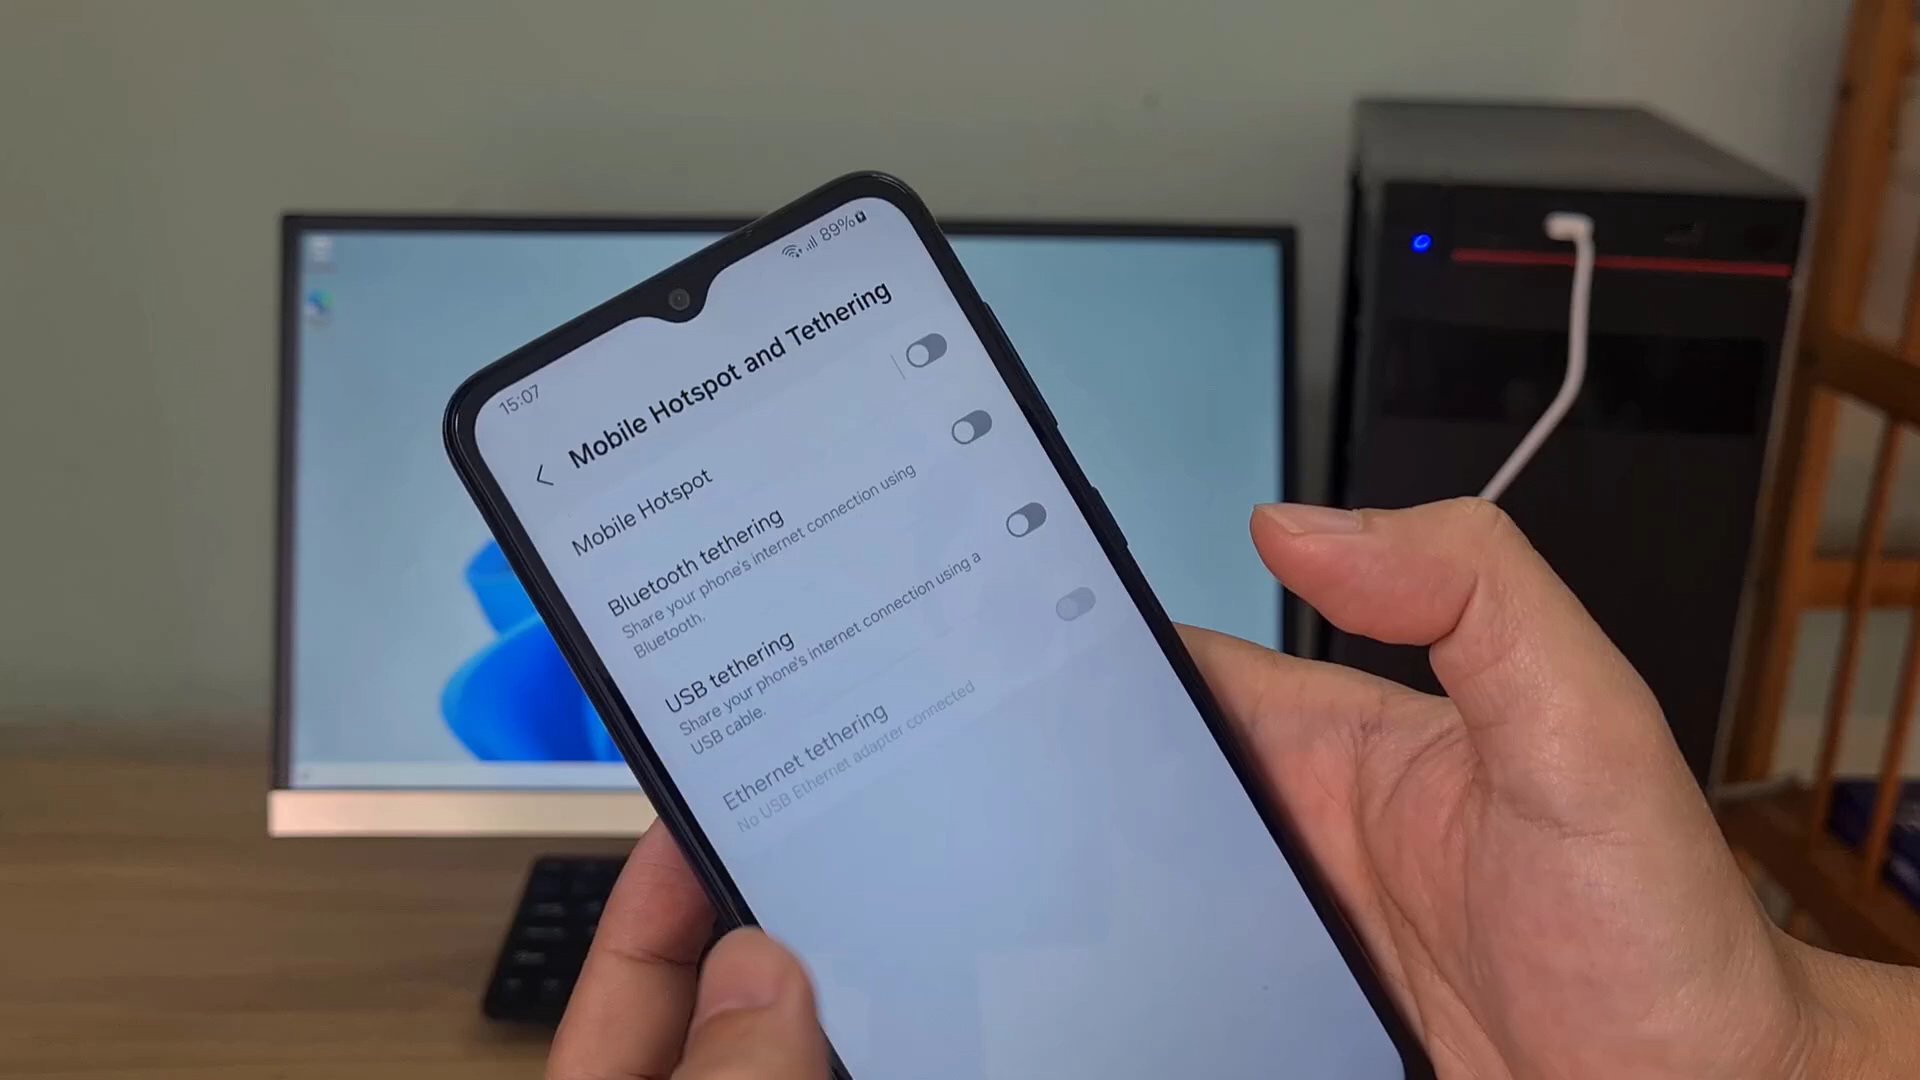 15:07
89%
Mobile Hotspot and Tethering
Mobile Hotspot
Bluetooth tethering
Share your phone's internet connection using
Bluetooth.
USB tethering
Share your phone's internet connection using a
USB cable.
Ethernet tethering
No USB Ethernet adapter connected